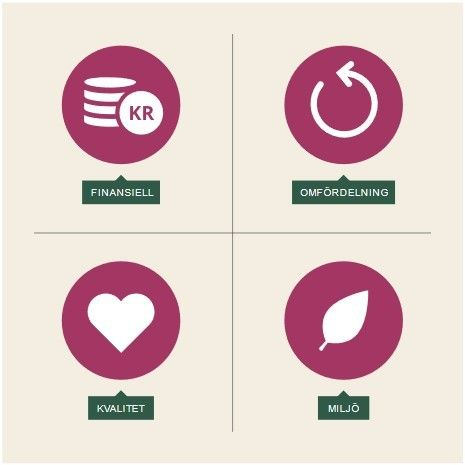 KR
FINANSIELL
OMFÖRDELNING
KVALITET
MILJÖ